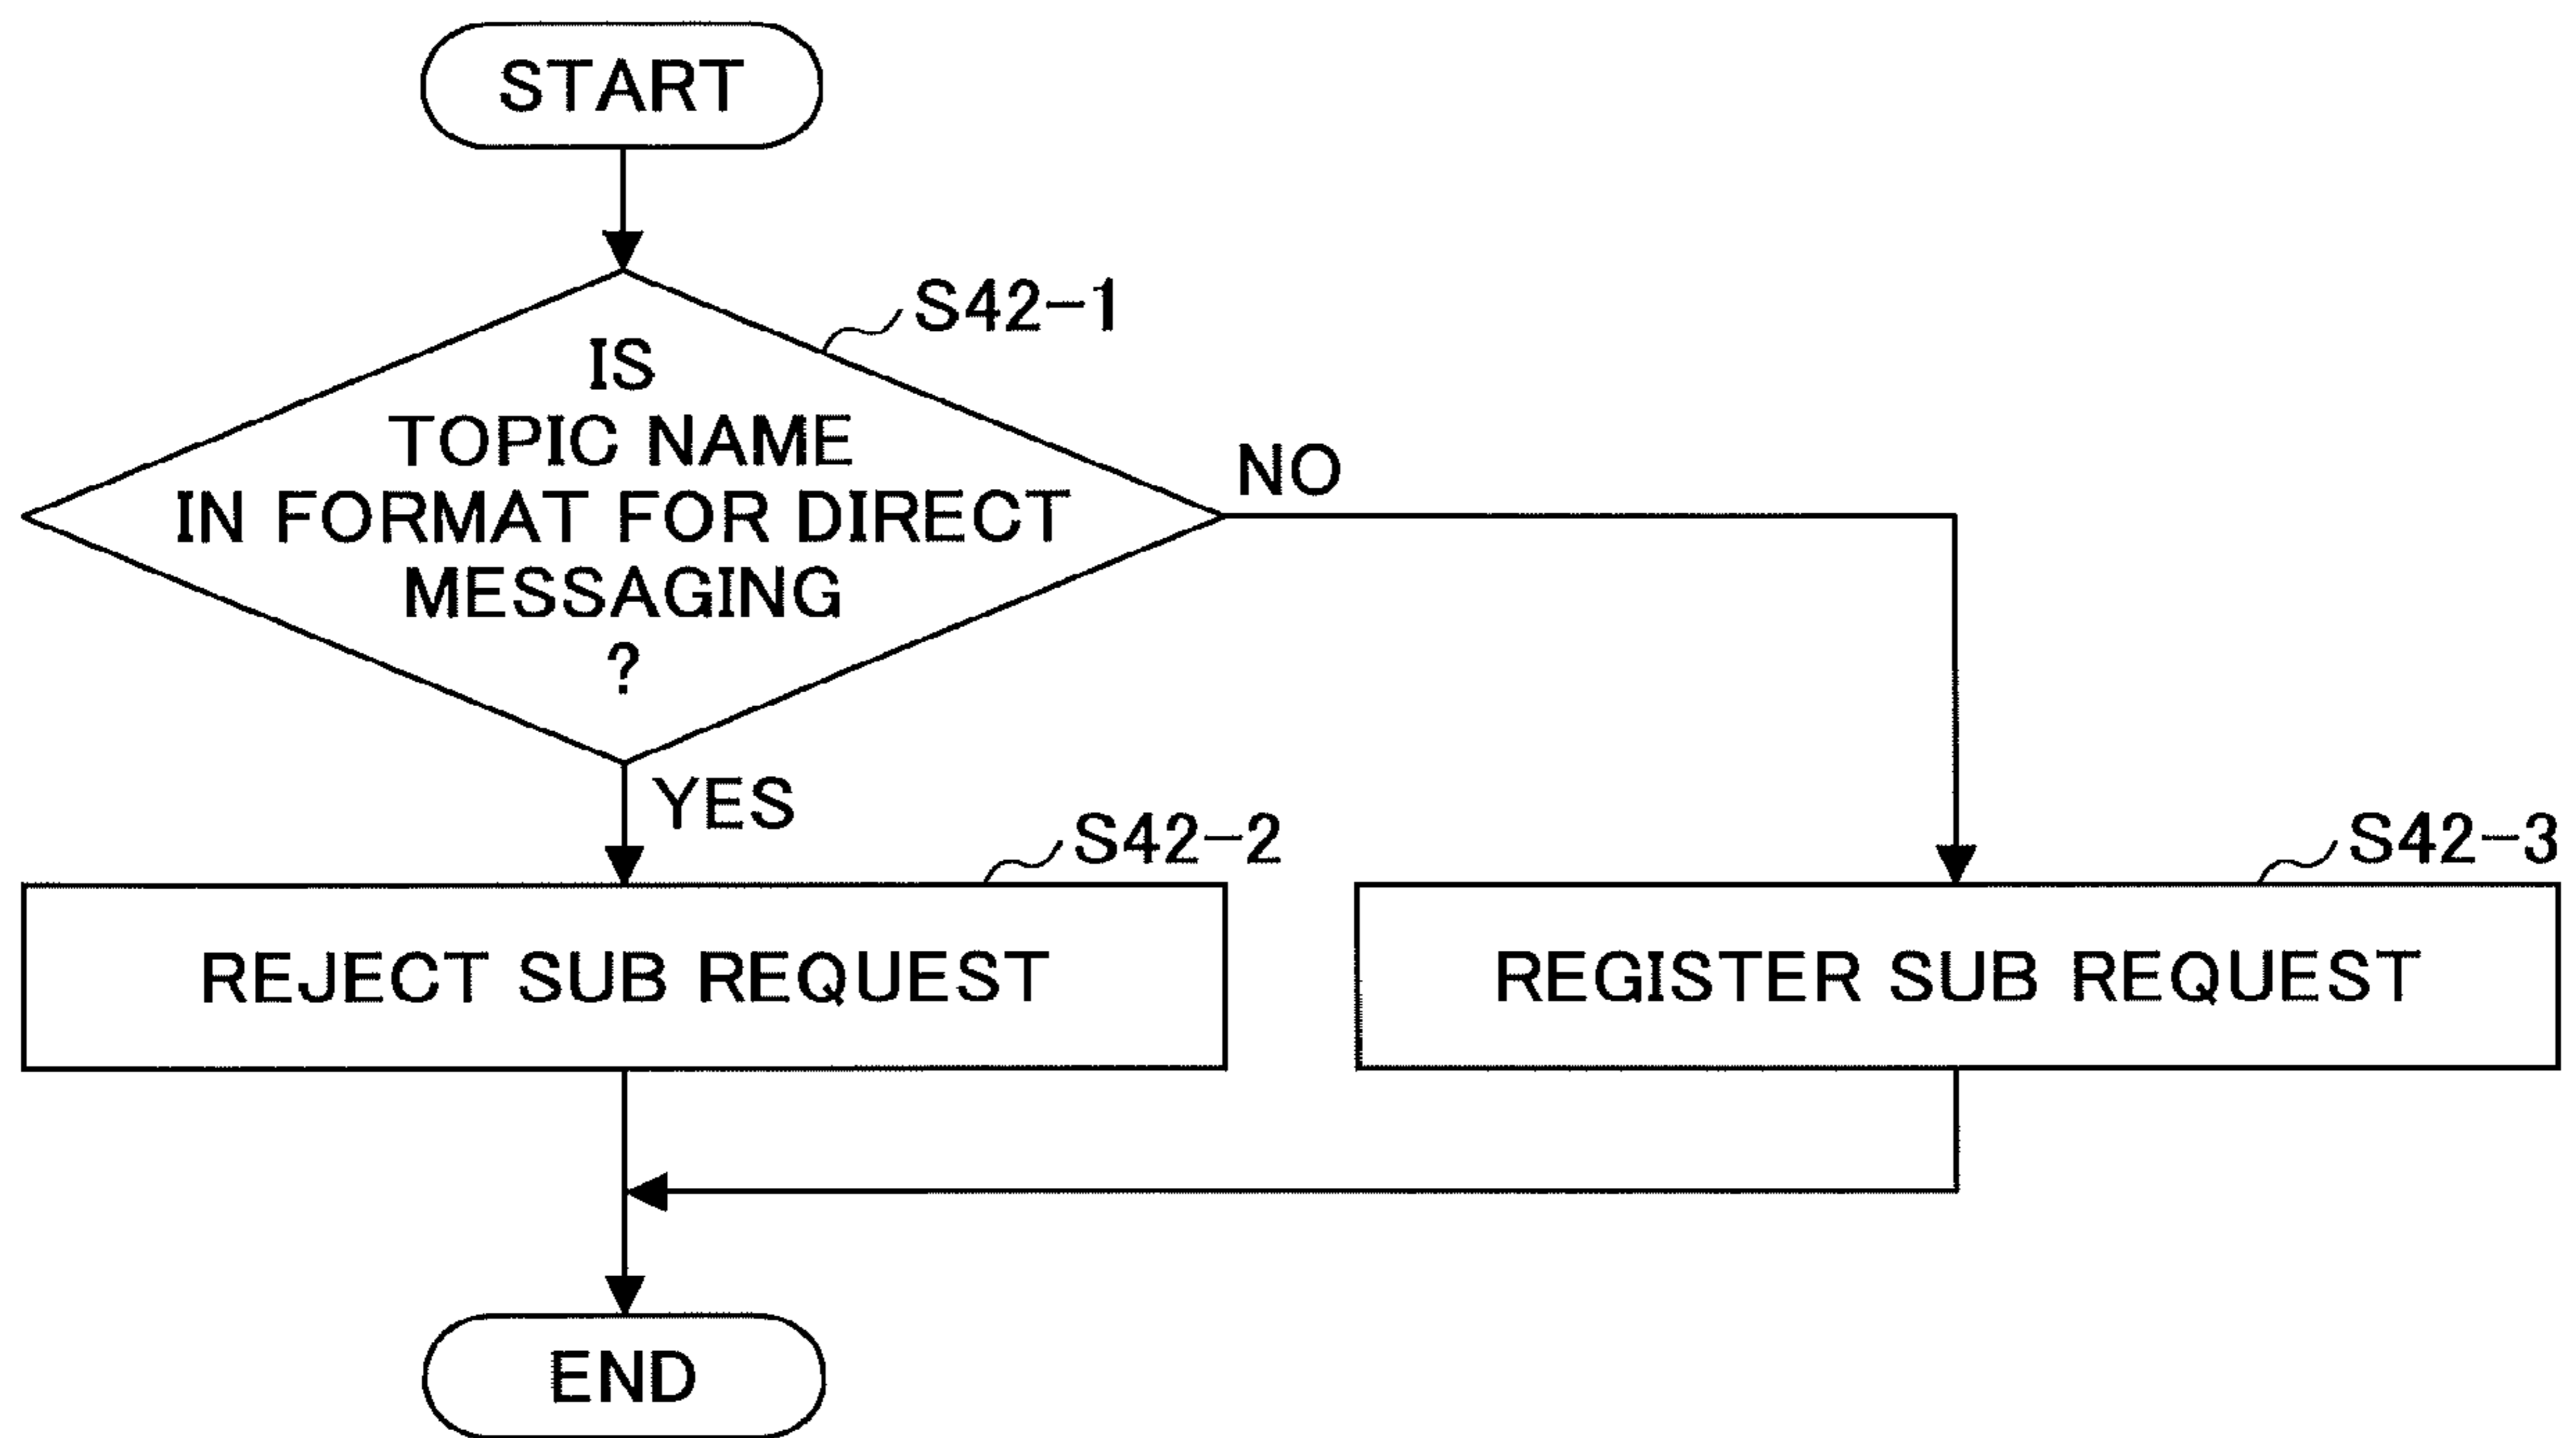 START
S42-1
IS
TOPIC NAME
IN FORMAT FOR DIRECT
MESSAGING
?
NO
YES
S42-2
REJECT SUB REQUEST
S42-3
REGISTER SUB REQUEST
END